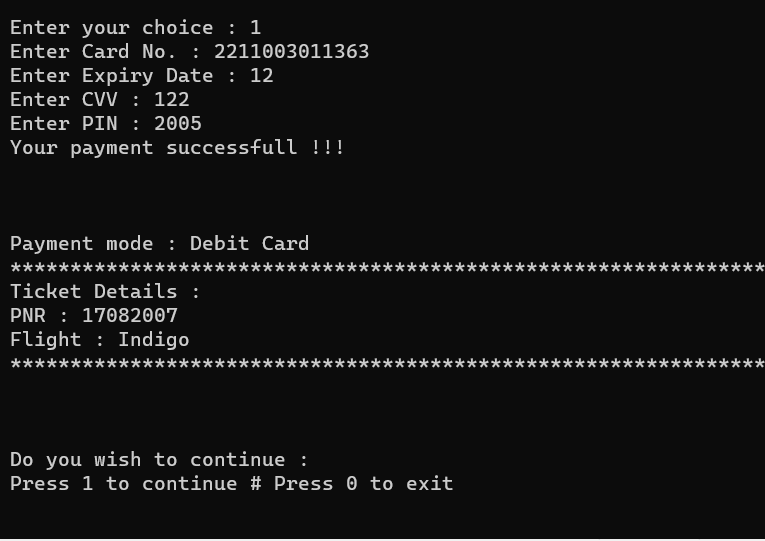 Enter your choice : 1
Enter Card No. : 2211003011363
Enter Expiry Date : 12
Enter CVV : 122
Enter PIN : 2005
Your payment successfull !!!
Payment mode : Debit Card
***************************************************************
Ticket Details :
PNR : 17082007
Flight : Indigo
***************************************************************
Do you wish to continue :
Press 1 to continue # Press 0 to exit